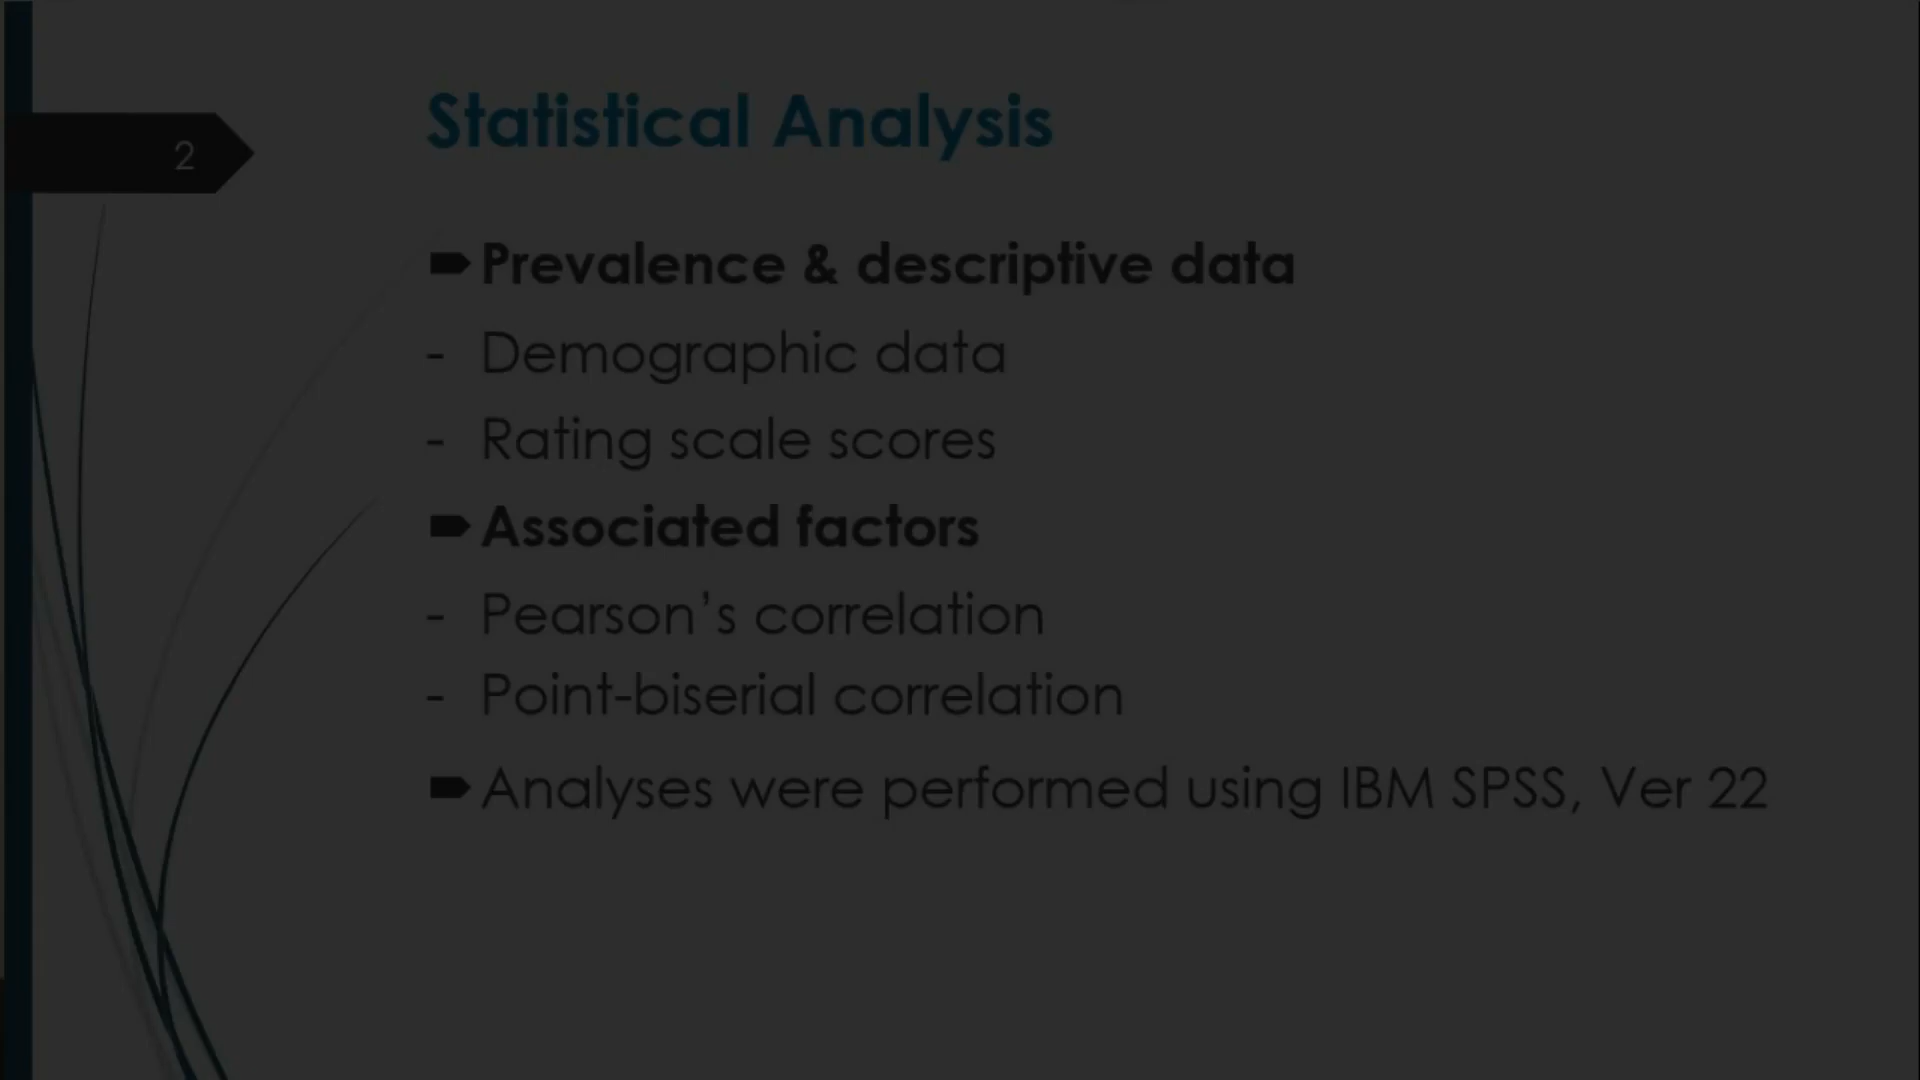 2
Statistical Analysis
Prevalence & descriptive data
- Demographic data
- Rating scale scores
Associated factors
- Pearson’s correlation
- Point-biserial correlation
Analyses were performed using IBM SPSS, Ver 22